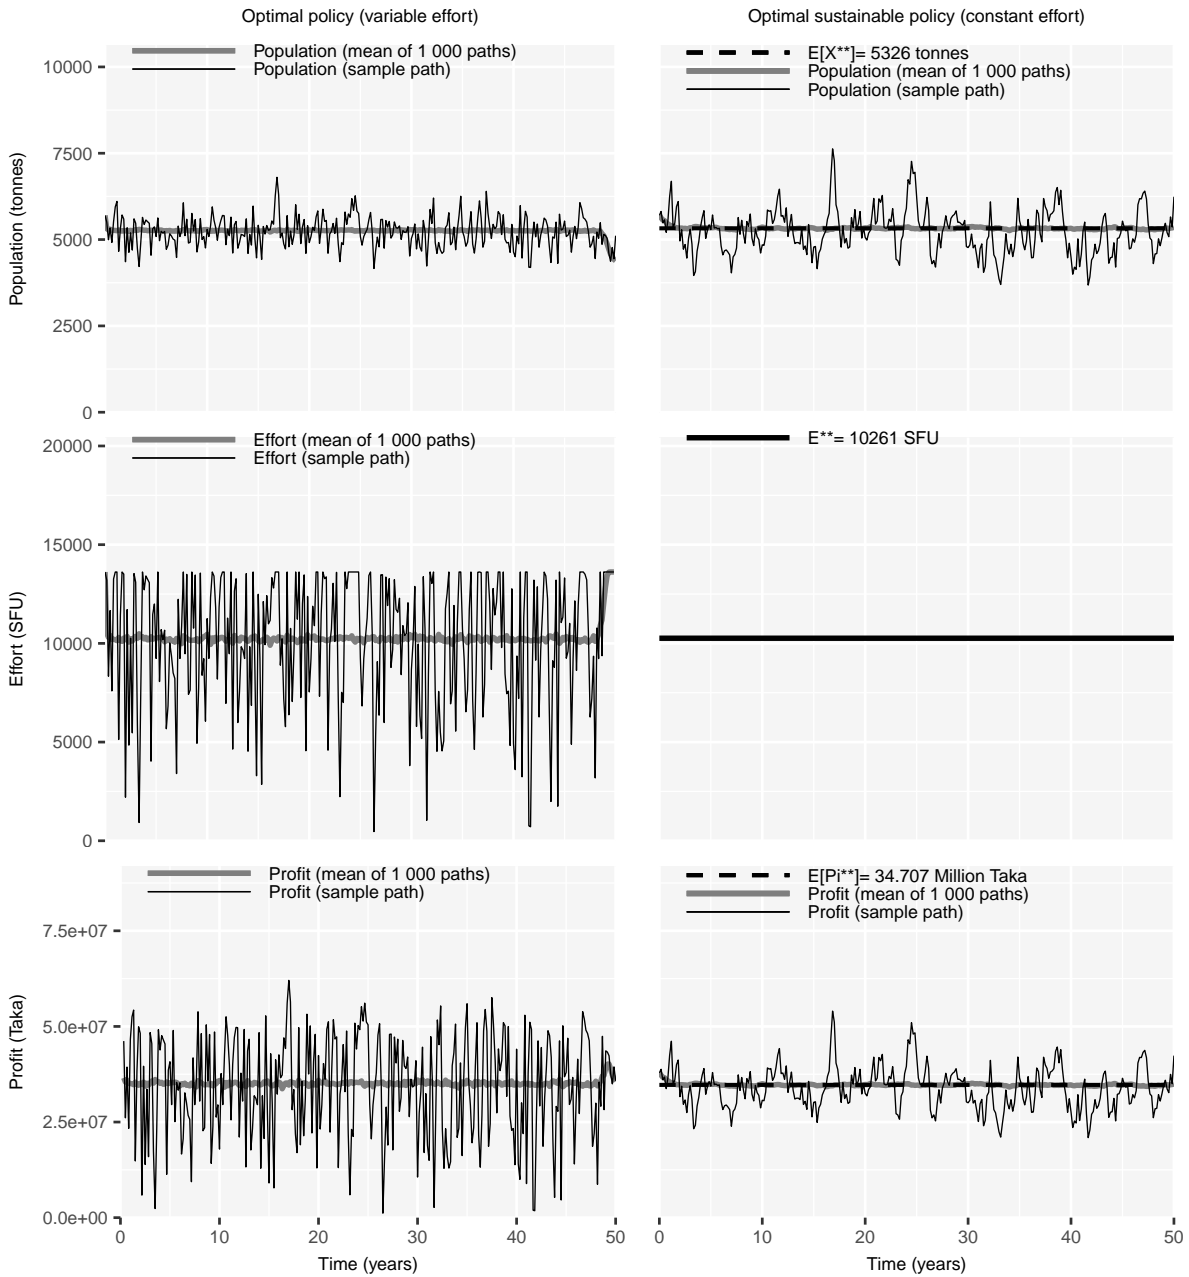 Optimal policy (variable effort)
Optimal sustainable policy (constant effort)
Population (mean of 1 000 paths)
Population (sample path)
E[X**]= 5326 tonnes
Population (mean of 1 000 paths)
Population (sample path)
Population (tonnes)
10000
7500
5000
2500
0
Effort (mean of 1 000 paths)
Effort (sample path)
E**= 10261 SFU
Effort (SFU)
20000
15000
10000
5000
0
Profit (mean of 1 000 paths)
Profit (sample path)
E[Pi**]= 34.707 Million Taka
Profit (mean of 1 000 paths)
Profit (sample path)
Profit (Taka)
7.5e+07
5.0e+07
2.5e+07
0.0e+00
0 10 20 30 40 50
0 10 20 30 40 50
Time (years)
Time (years)